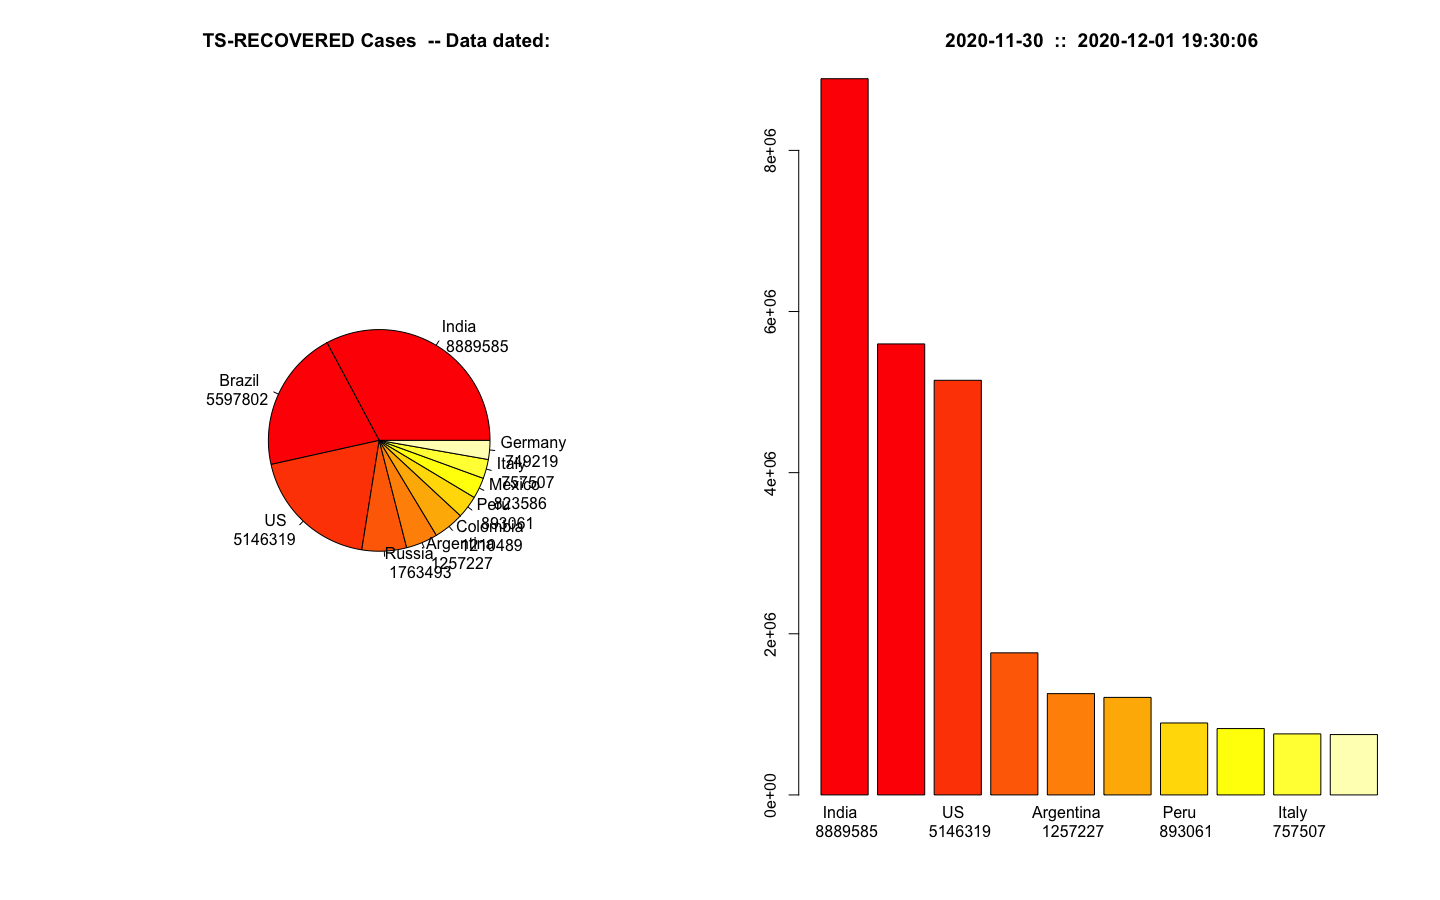 TS-RECOVERED Cases -- Data dated:
India
8889585
Brazil
5597802
US
5146319
Russia
1763493
Argentina
1257227
Colombia
1210489
Peru
893061
Mexico
823586
Italy
757507
Germany
749219
2020-11-30 :: 2020-12-01 19:30:06
8e+06
6e+06
4e+06
2e+06
0e+00
India
8889585
US
5146319
Argentina
1257227
Peru
893061
Italy
757507